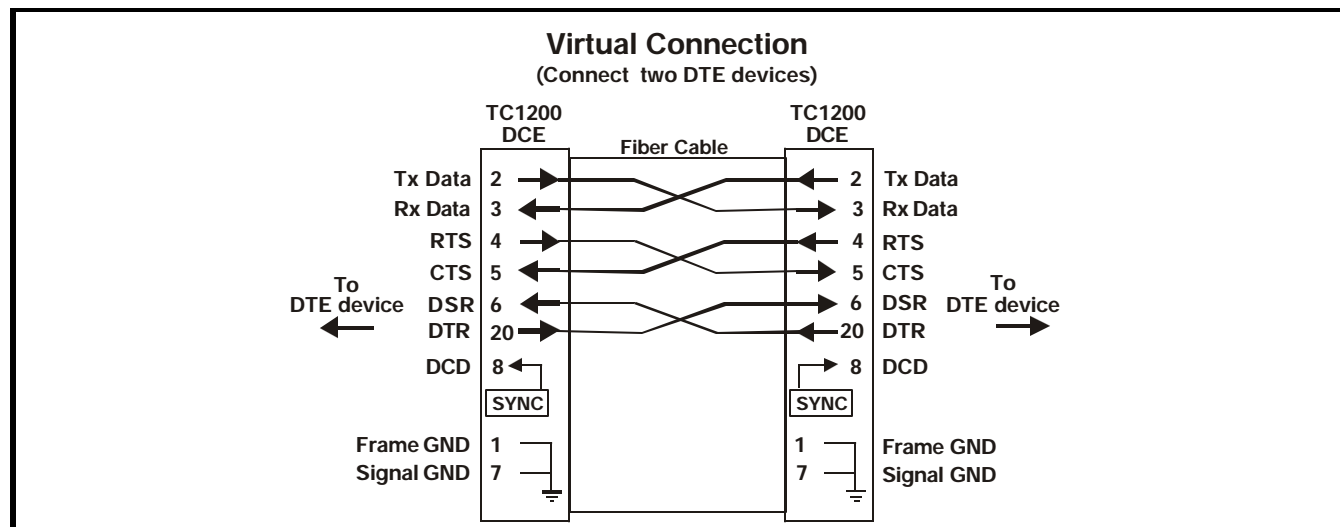 Virtual Connection
(Connect two DTE devices)
TC1200
DCE
TC1200
DCE
Fiber Cable
Tx Data 2
2 Tx Data
Rx Data 3
3 Rx Data
RTS 4
4 RTS
CTS 5
5 CTS
To
DTE device
To
DTE device
DSR 6
6 DSR
DTR 20
20 DTR
DCD 8
8 DCD
SYNC
SYNC
Frame GND 1
1 Frame GND
Signal GND 7
7 Signal GND